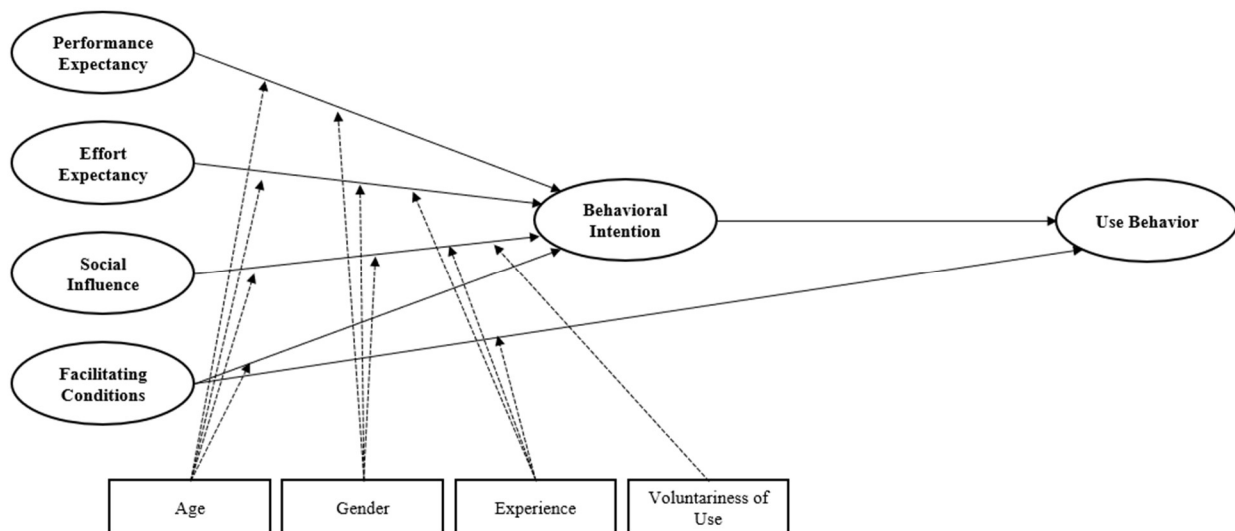 Performance
Expectancy
Effort
Expectancy
Social
Influence
Facilitating
Conditions
Behavioral
Intention
Use Behavior
Age
Gender
Experience
Voluntariness of
Use